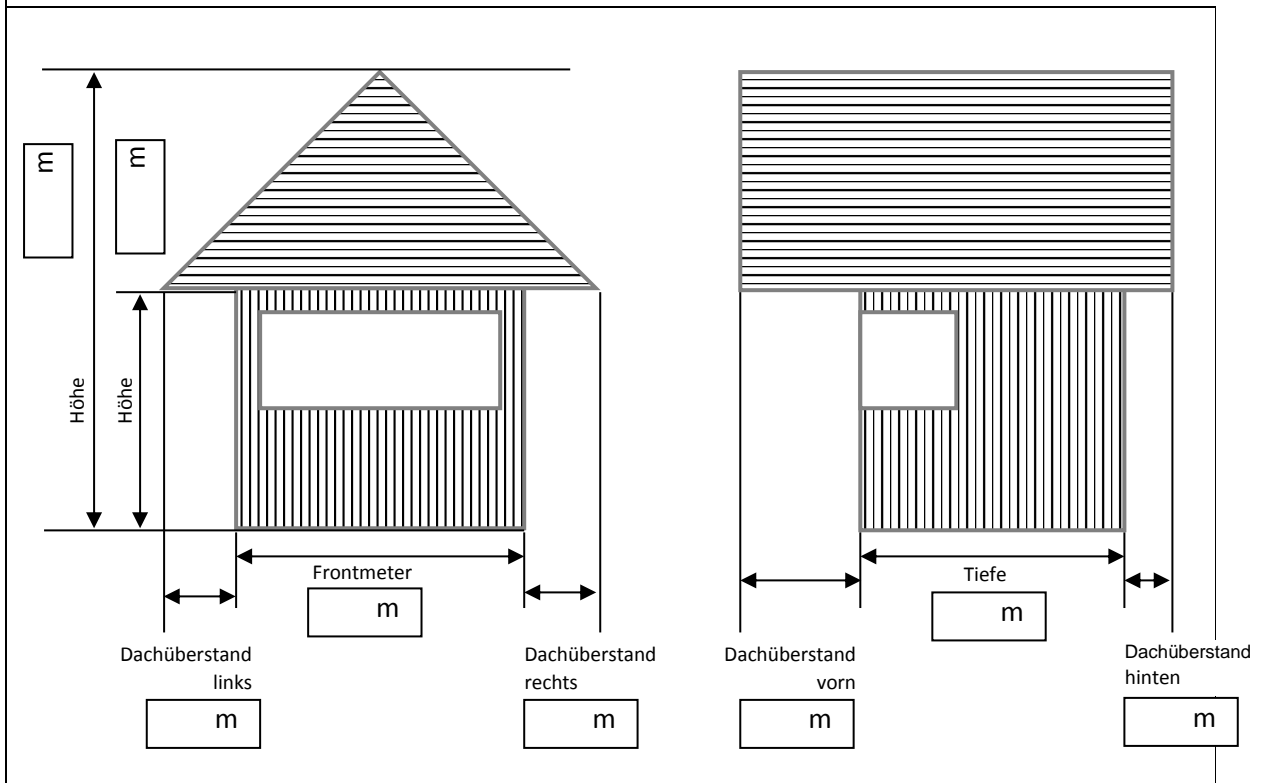 m
m
Höhe
Höhe
Frontmeter
m
Tiefe
m
Dachüberstand
links
m
Dachüberstand
rechts
m
Dachüberstand
vorn
m
Dachüberstand
hinten
m